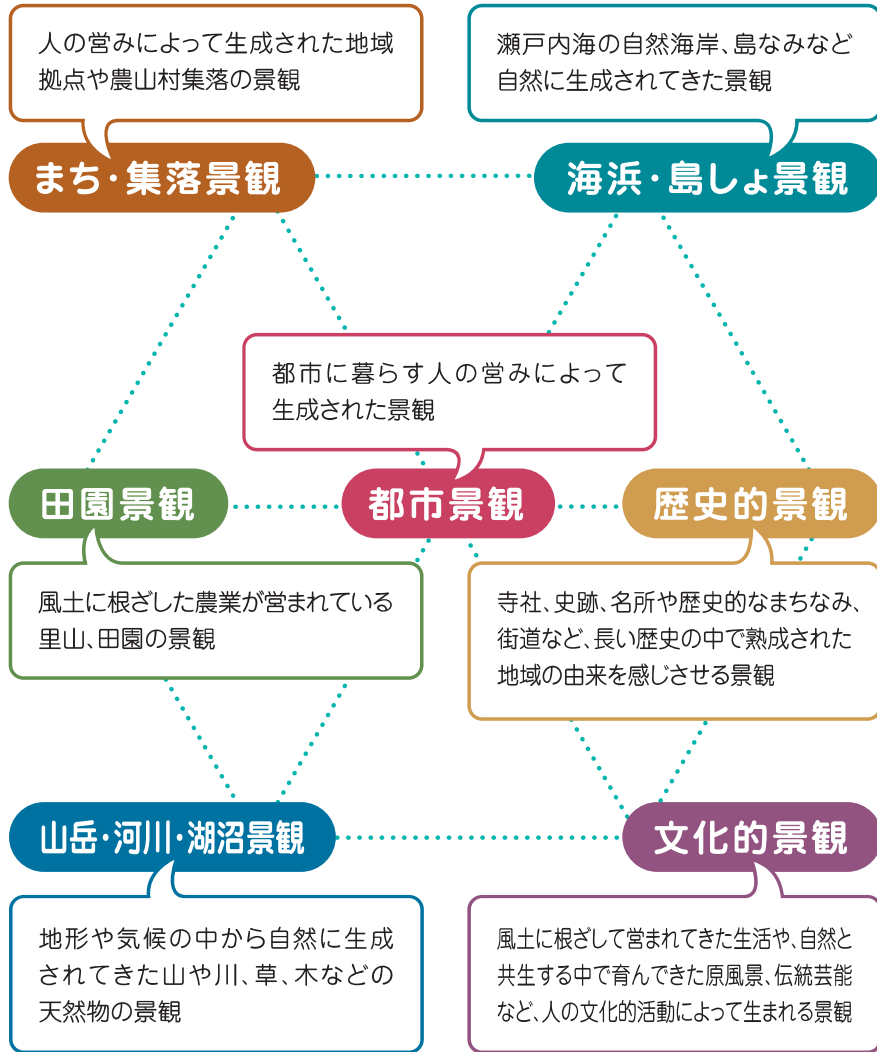 人の営みによって生成された地域
拠点や農山村集落の景観
まち・集落景観
瀬戸内海の自然海岸、島なみなど
自然に生成されてきた景観
海浜・島しょ景観
都市に暮らす人の営みによって
生成された景観
都市景観
田園景観
風土に根ざした農業が営まれている
里山、田園の景観
歴史的景観
寺社、史跡、名所や歴史的なまちなみ、
街道など、長い歴史の中で熟成された
地域の由来を感じさせる景観
山岳・河川・湖沼景観
地形や気候の中から自然に生成
されてきた山や川、草、木などの
天然物の景観
文化的景観
風土に根ざして営まれてきた生活や、自然と
共生する中で育んできた原風景、伝統芸能
など、人の文化的活動によって生まれる景観